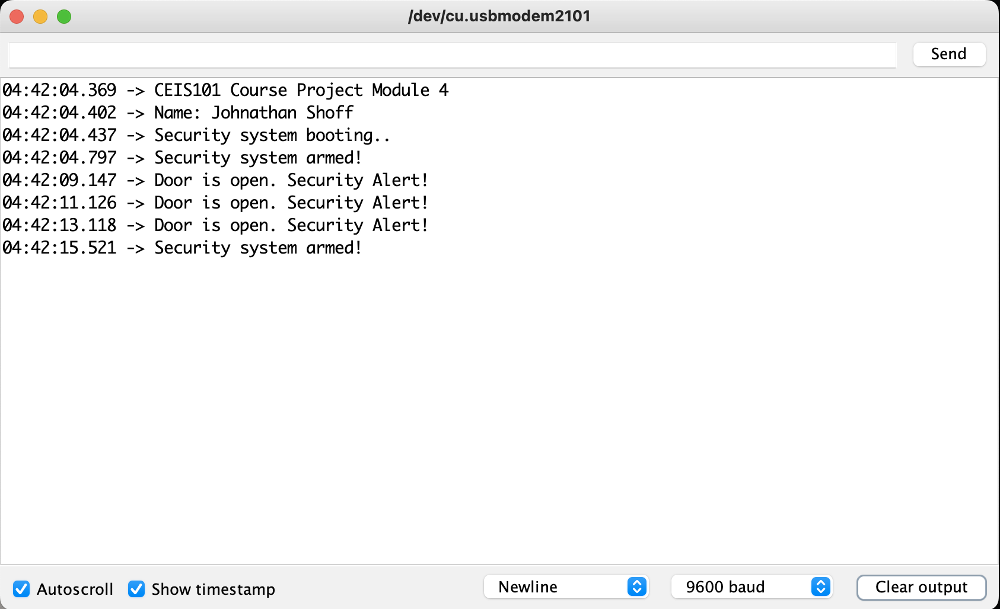 /dev/cu.usbmodem2101
Send
04:42:04.369 -> CEIS101 Course Project Module 4
04:42:04.402 -> Name: Johnathan Shoff
04:42:04.437 -> Security system booting..
04:42:04.797 -> Security system armed!
04:42:09.147 -> Door is open. Security Alert!
04:42:11.126 -> Door is open. Security Alert!
04:42:13.118 -> Door is open. Security Alert!
04:42:15.521 -> Security system armed!
Autoscroll Show timestamp Newline 9600 baud Clear output